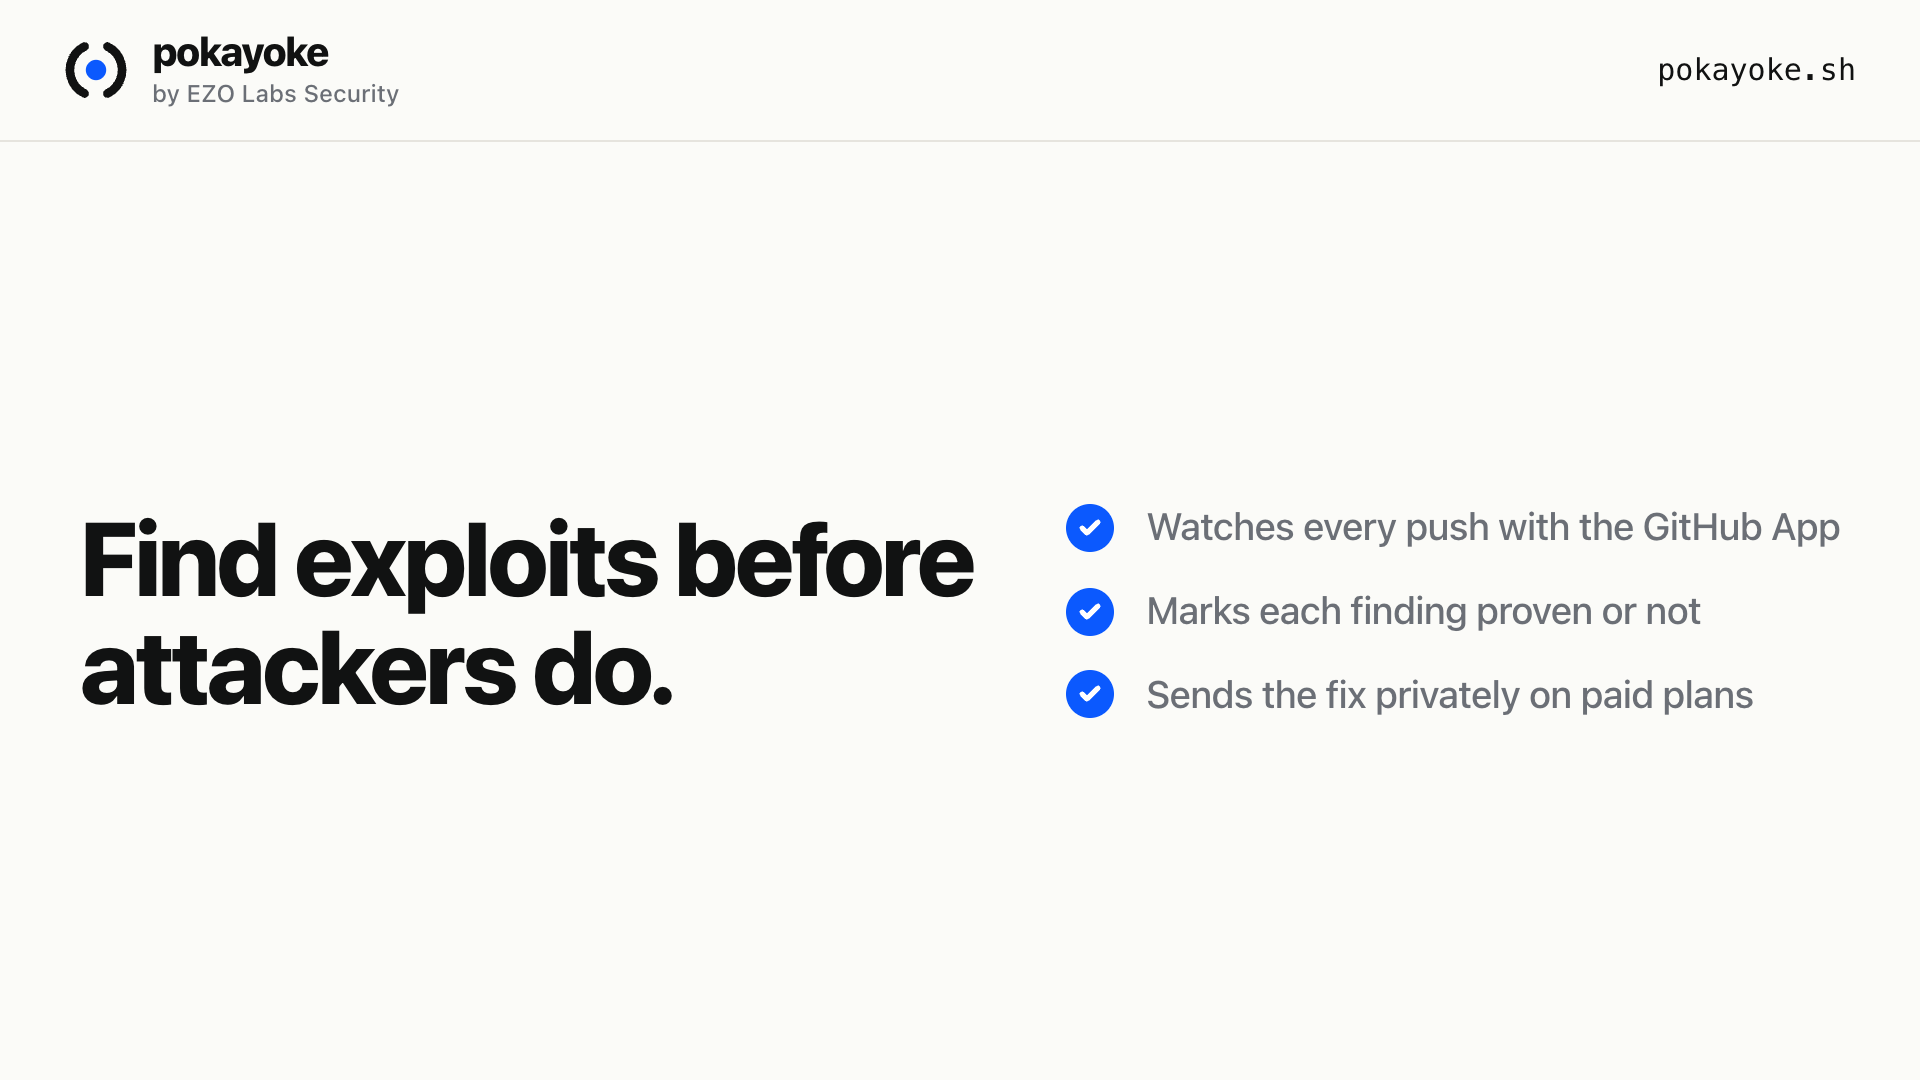 pokayoke
by EZO Labs Security
pokayoke.sh
Find exploits before
attackers do.
Watches every push with the GitHub App
Marks each finding proven or not
Sends the fix privately on paid plans